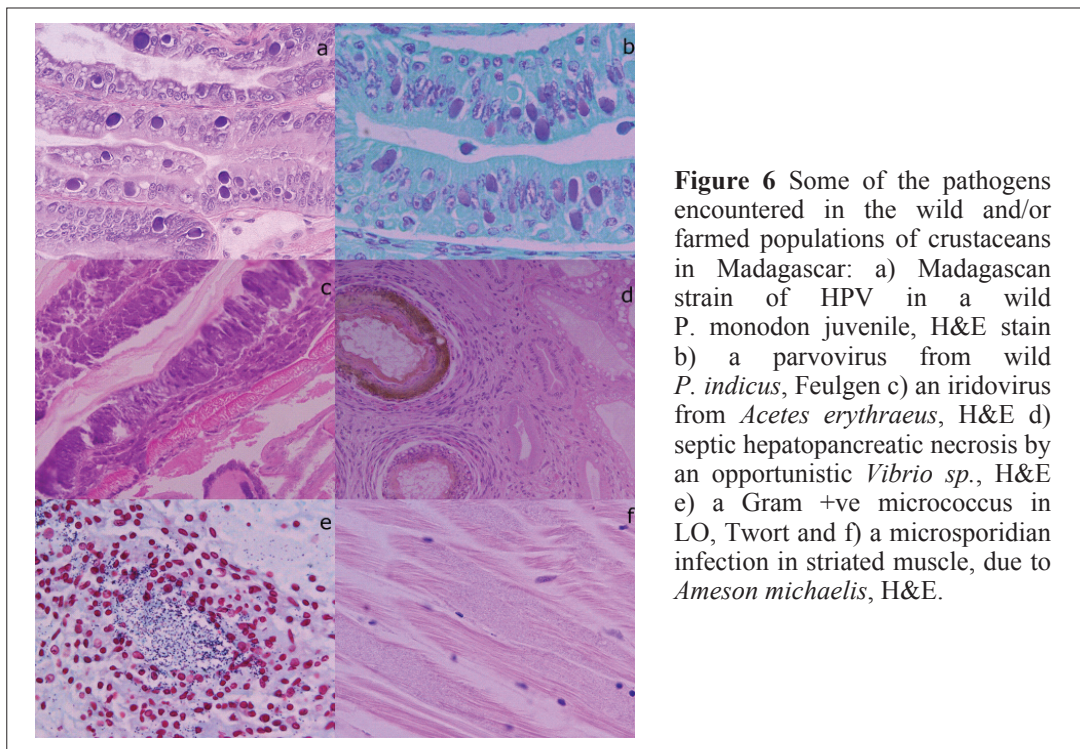 a
b
c
d
e
f
Figure 6 Some of the pathogens
encountered in the wild and/or
farmed populations of crustaceans
in Madagascar: a) Madagascan
strain of HPV in a wild
P. monodon juvenile, H&E stain
b) a parvovirus from wild
P. indicus, Feulgen c) an iridovirus
from Acetes erythraeus, H&E d)
septic hepatopancreatic necrosis by
an opportunistic Vibrio sp., H&E
e) a Gram +ve micrococcus in
LO, Twort and f) a microsporidian
infection in striated muscle, due to
Ameson michaelis, H&E.